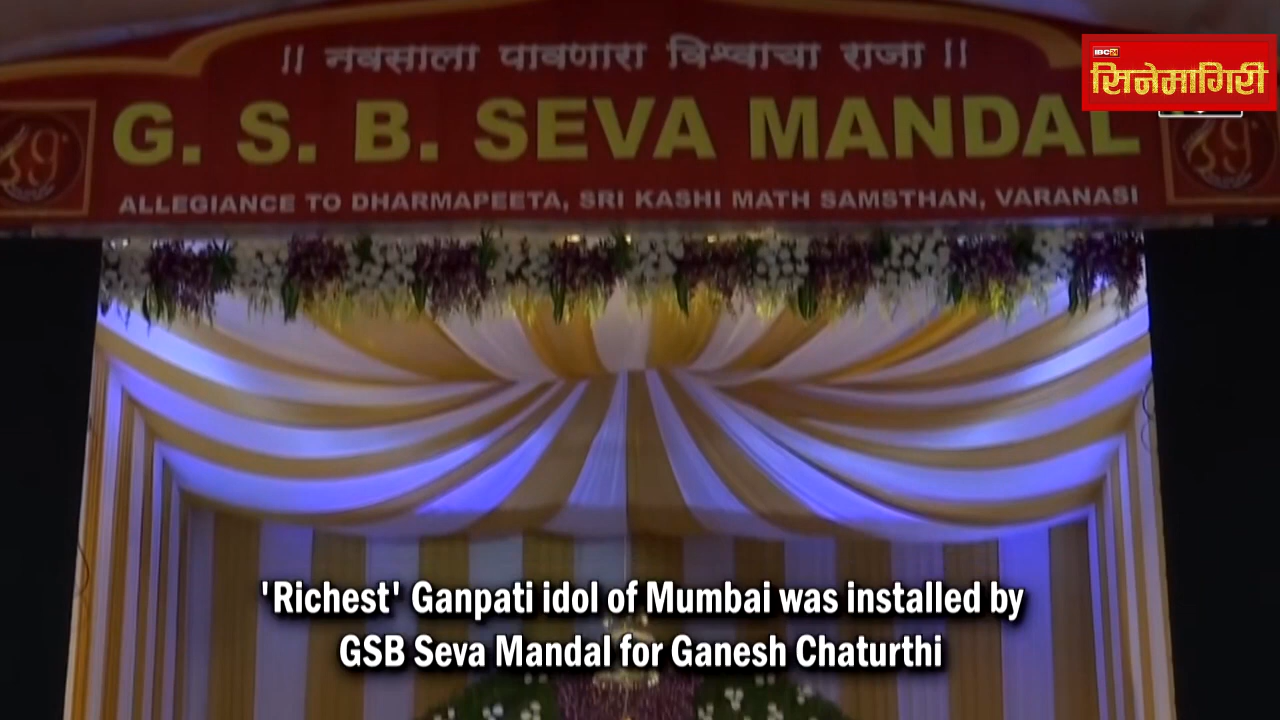 !! नवसाला पावणारा विश्वाचा राजा !!
IBC24
सिनेमागिरी
G. S. B. SEVA MANDAL
ALLEGIANCE TO DHARMAPEETA, SRI KASHI MATH SAMSTHAN, VARANASI
'Richest' Ganpati idol of Mumbai was installed by
GSB Seva Mandal for Ganesh Chaturthi